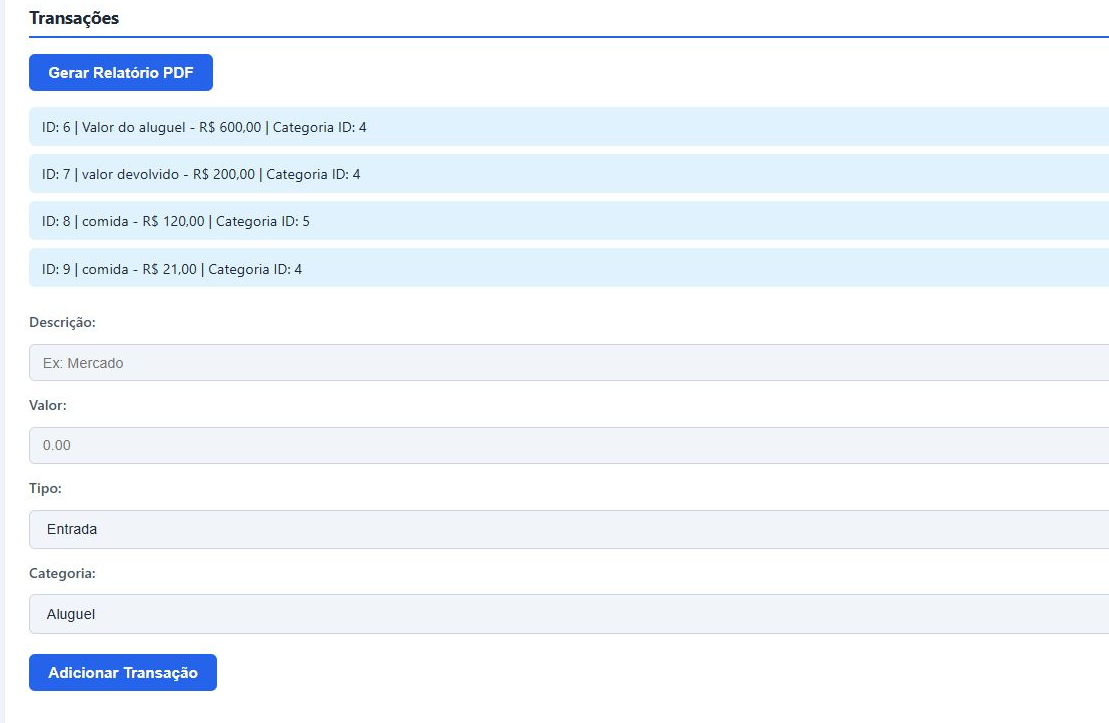 Transações
Gerar Relatório PDF
ID: 6 | Valor do aluguel - R$ 600,00 | Categoria ID: 4
ID: 7 | valor devolvido - R$ 200,00 | Categoria ID: 4
ID: 8 | comida - R$ 120,00 | Categoria ID: 5
ID: 9 | comida - R$ 21,00 | Categoria ID: 4
Descrição:
Ex: Mercado
Valor:
0.00
Tipo:
Entrada
Categoria:
Aluguel
Adicionar Transação